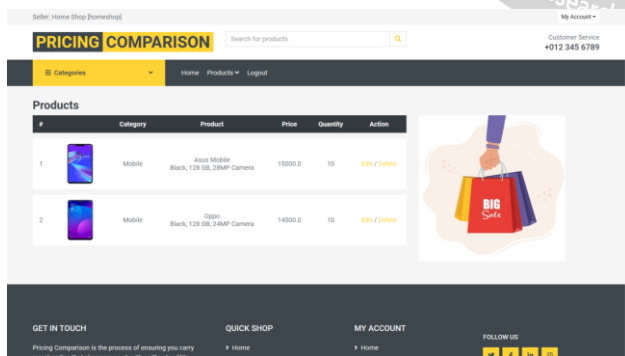 Seller: Home Shop [homeshop]
My Account
PRICING COMPARISON
Search for products
Customer Service
+012 345 6789
Categories
Home Products Logout
Products
# Category Product Price Quantity Action
1 Mobile Asus Mobile 15000.0 10 Edit / Delete
Black, 128 GB, 28MP Camera
2 Mobile Oppo 14500.0 10 Edit / Delete
Black, 128 GB, 24MP Camera
BIG
Sale
GET IN TOUCH
QUICK SHOP
MY ACCOUNT
FOLLOW US
Pricing Comparison is the process of ensuring you carry
> Home
> Home